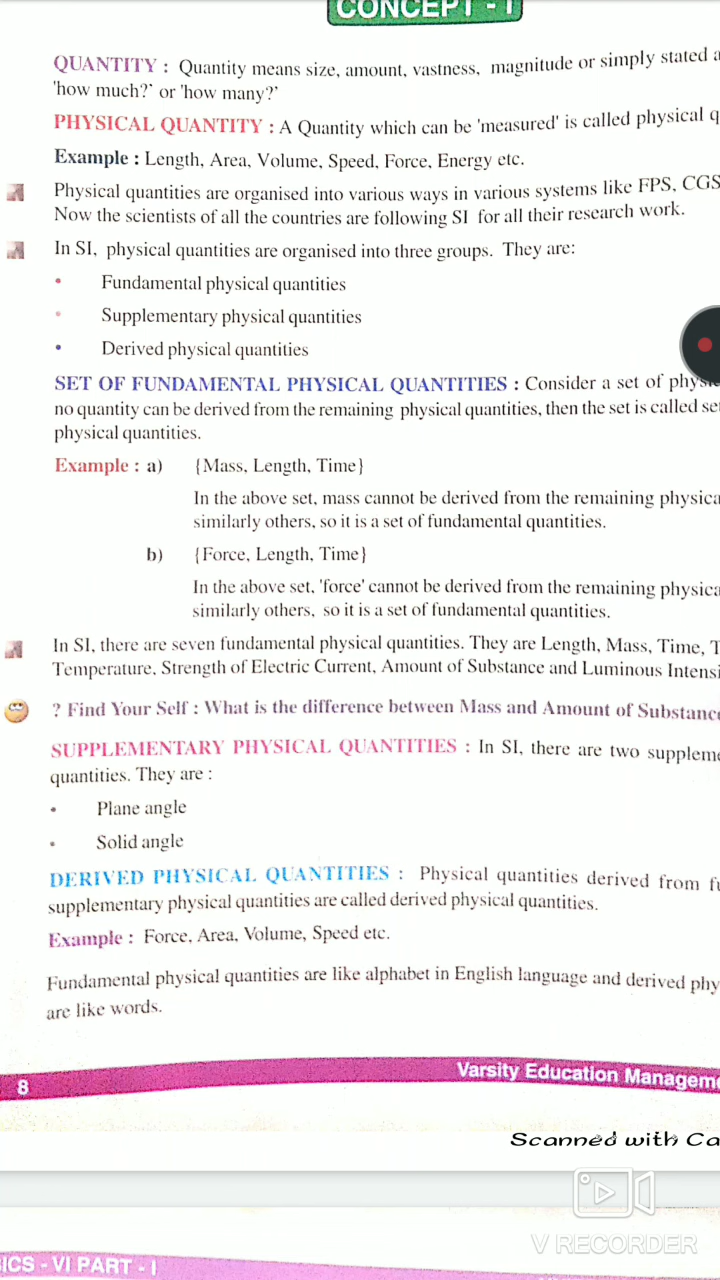 CONCEPT - I
QUANTITY : Quantity means size, amount, vastness, magnitude or simply stated a
'how much?' or 'how many?'
PHYSICAL QUANTITY : A Quantity which can be 'measured' is called physical q
Example : Length, Area, Volume, Speed, Force, Energy etc.
Physical quantities are organised into various ways in various systems like FPS, CGS
Now the scientists of all the countries are following SI for all their research work.
In SI, physical quantities are organised into three groups. They are:
• Fundamental physical quantities
• Supplementary physical quantities
• Derived physical quantities
SET OF FUNDAMENTAL PHYSICAL QUANTITIES : Consider a set of
no quantity can be derived from the remaining physical quantities, then the set is called se
physical quantities.
Example : a) {Mass, Length, Time}
In the above set, mass cannot be derived from the remaining physica
similarly others, so it is a set of fundamental quantities.
b) {Force, Length, Time}
In the above set, 'force' cannot be derived from the remaining physica
similarly others, so it is a set of fundamental quantities.
In SI, there are seven fundamental physical quantities. They are Length, Mass, Time, T
Temperature, Strength of Electric Current, Amount of Substance and Luminous Intensi
? Find Your Self : What is the difference between Mass and Amount of Substance
SUPPLEMENTARY PHYSICAL QUANTITIES : In SI, there are two suppleme
quantities. They are :
• Plane angle
• Solid angle
DERIVED PHYSICAL QUANTITIES : Physical quantities derived from fu
supplementary physical quantities are called derived physical quantities.
Example : Force, Area, Volume, Speed etc.
Fundamental physical quantities are like alphabet in English language and derived phy
are like words.
Varsity Education Manageme
8
Scanned with Ca
V RECORDER
ICS - VI PART - I